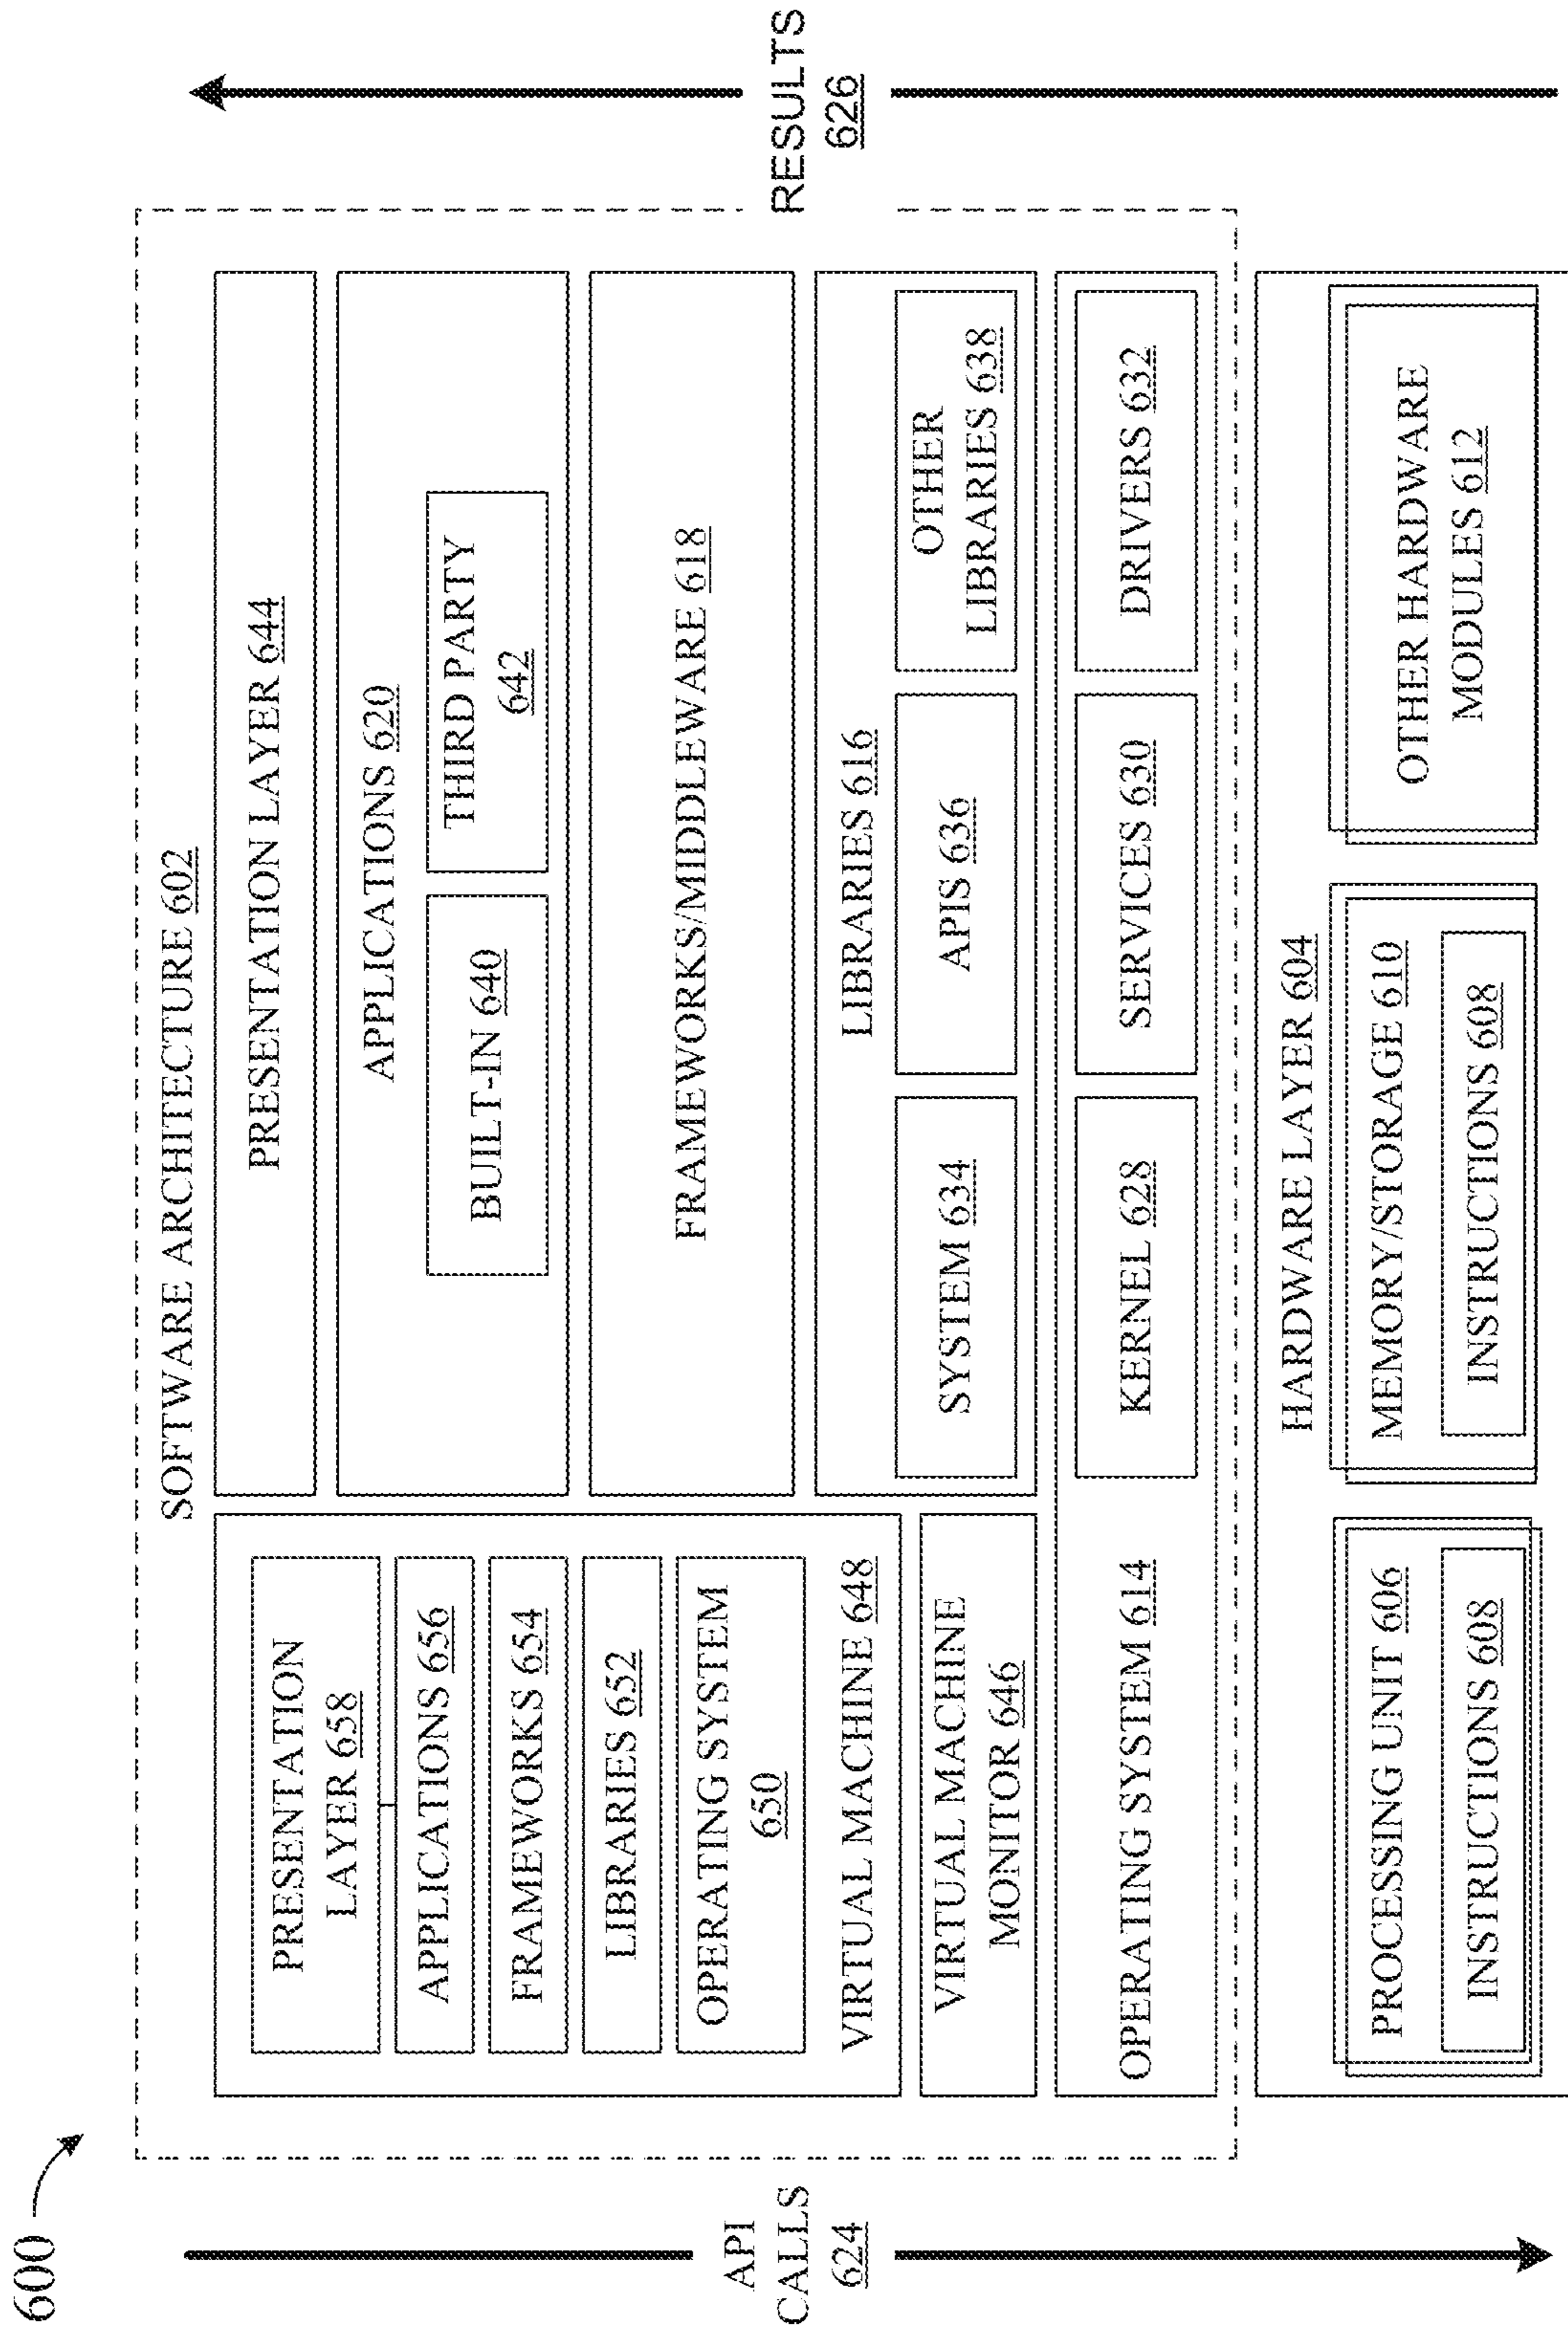 600
SOFTWARE ARCHITECTURE 602
PRESENTATION
LAYER 658
APPLICATIONS 656
FRAMEWORKS 654
LIBRARIES 652
OPERATING SYSTEM
650
VIRTUAL MACHINE 648
VIRTUAL MACHINE
MONITOR 646
PRESENTATION LAYER 644
APPLICATIONS 620
BUILT-IN 640
THIRD PARTY
642
FRAMEWORKS/MIDDLEWARE 618
LIBRARIES 616
SYSTEM 634
APIS 636
OTHER
LIBRARIES 638
OPERATING SYSTEM 614
KERNEL 628
SERVICES 630
DRIVERS 632
HARDWARE LAYER 604
PROCESSING UNIT 606
INSTRUCTIONS 608
MEMORY/STORAGE 610
INSTRUCTIONS 608
OTHER HARDWARE
MODULES 612
API
CALLS
624
RESULTS
626